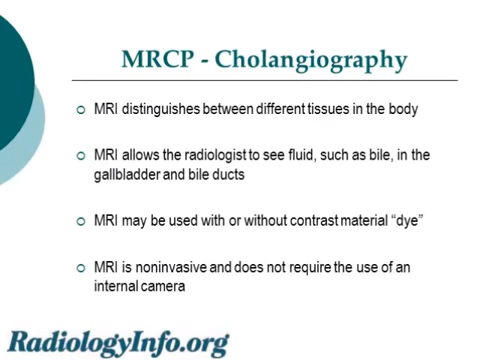 MRCP - Cholangiography
MRI distinguishes between different tissues in the body
MRI allows the radiologist to see fluid, such as bile, in the
gallbladder and bile ducts
MRI may be used with or without contrast material “dye”
MRI is noninvasive and does not require the use of an
internal camera
RadiologyInfo.org